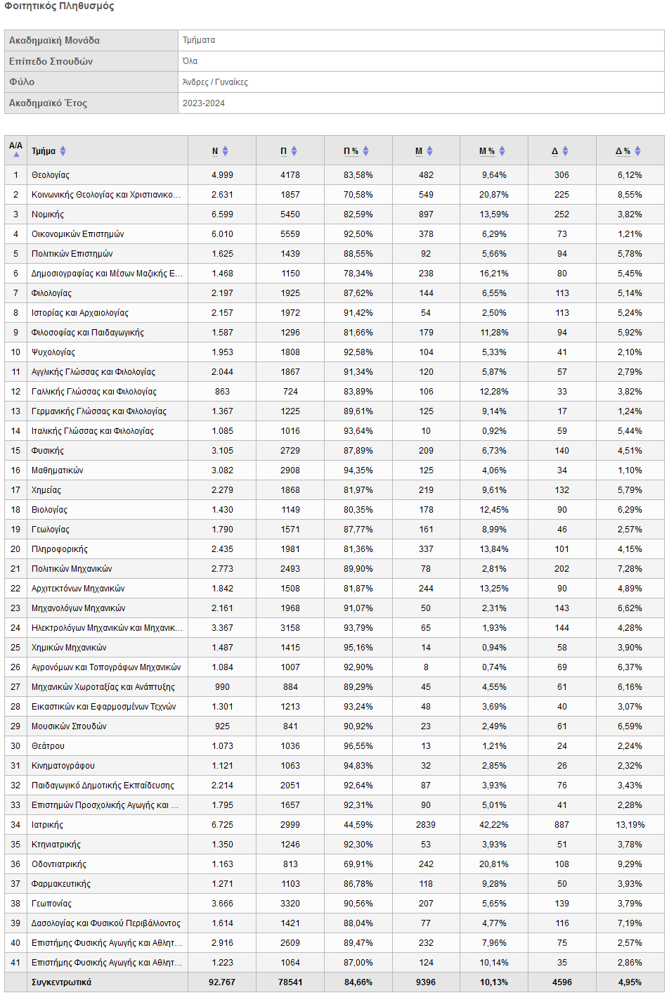 Φοιτητικός Πληθυσμός
Ακαδημαϊκή Μονάδα Τμήματα
Επίπεδο Σπουδών Όλα
Φύλο Άνδρες / Γυναίκες
Ακαδημαϊκό Έτος 2023-2024
Α/Α Τμήμα Ν Π Π % Μ Μ % Δ Δ %
1 Θεολογίας 4.999 4178 83,58% 482 9,64% 306 6,12%
2 Κοινωνικής Θεολογίας και Χριστιανικο... 2.631 1857 70,58% 549 20,87% 225 8,55%
3 Νομικής 6.599 5450 82,59% 897 13,59% 252 3,82%
4 Οικονομικών Επιστημών 6.010 5559 92,50% 378 6,29% 73 1,21%
5 Πολιτικών Επιστημών 1.625 1439 88,55% 92 5,66% 94 5,78%
6 Δημοσιογραφίας και Μέσων Μαζικής Ε... 1.468 1150 78,34% 238 16,21% 80 5,45%
7 Φιλολογίας 2.197 1925 87,62% 144 6,55% 113 5,14%
8 Ιστορίας και Αρχαιολογίας 2.157 1972 91,42% 54 2,50% 113 5,24%
9 Φιλοσοφίας και Παιδαγωγικής 1.587 1296 81,66% 179 11,28% 94 5,92%
10 Ψυχολογίας 1.953 1808 92,58% 104 5,33% 41 2,10%
11 Αγγλικής Γλώσσας και Φιλολογίας 2.044 1867 91,34% 120 5,87% 57 2,79%
12 Γαλλικής Γλώσσας και Φιλολογίας 863 724 83,89% 106 12,28% 33 3,82%
13 Γερμανικής Γλώσσας και Φιλολογίας 1.367 1225 89,61% 125 9,14% 17 1,24%
14 Ιταλικής Γλώσσας και Φιλολογίας 1.085 1016 93,64% 10 0,92% 59 5,44%
15 Φυσικής 3.105 2729 87,89% 209 6,73% 140 4,51%
16 Μαθηματικών 3.082 2908 94,35% 125 4,06% 34 1,10%
17 Χημείας 2.279 1868 81,97% 219 9,61% 132 5,79%
18 Βιολογίας 1.430 1149 80,35% 178 12,45% 90 6,29%
19 Γεωλογίας 1.790 1571 87,77% 161 8,99% 46 2,57%
20 Πληροφορικής 2.435 1981 81,36% 337 13,84% 101 4,15%
21 Πολιτικών Μηχανικών 2.773 2493 89,90% 78 2,81% 202 7,28%
22 Αρχιτεκτόνων Μηχανικών 1.842 1508 81,87% 244 13,25% 90 4,89%
23 Μηχανολόγων Μηχανικών 2.161 1968 91,07% 50 2,31% 143 6,62%
24 Ηλεκτρολόγων Μηχανικών και Μηχανικ... 3.367 3158 93,79% 65 1,93% 144 4,28%
25 Χημικών Μηχανικών 1.487 1415 95,16% 14 0,94% 58 3,90%
26 Αγρονόμων και Τοπογράφων Μηχανικών 1.084 1007 92,90% 8 0,74% 69 6,37%
27 Μηχανικών Χωροταξίας και Ανάπτυξης 990 884 89,29% 45 4,55% 61 6,16%
28 Εικαστικών και Εφαρμοσμένων Τεχνών 1.301 1213 93,24% 48 3,69% 40 3,07%
29 Μουσικών Σπουδών 925 841 90,92% 23 2,49% 61 6,59%
30 Θεάτρου 1.073 1036 96,55% 13 1,21% 24 2,24%
31 Κινηματογράφου 1.121 1063 94,83% 32 2,85% 26 2,32%
32 Παιδαγωγικό Δημοτικής Εκπαίδευσης 2.214 2051 92,64% 87 3,93% 76 3,43%
33 Επιστημών Προσχολικής Αγωγής και ... 1.795 1657 92,31% 90 5,01% 41 2,28%
34 Ιατρικής 6.725 2999 44,59% 2839 42,22% 887 13,19%
35 Κτηνιατρικής 1.350 1246 92,30% 53 3,93% 51 3,78%
36 Οδοντιατρικής 1.163 813 69,91% 242 20,81% 108 9,29%
37 Φαρμακευτικής 1.271 1103 86,78% 118 9,28% 50 3,93%
38 Γεωπονίας 3.666 3320 90,56% 207 5,65% 139 3,79%
39 Δασολογίας και Φυσικού Περιβάλλοντος 1.614 1421 88,04% 77 4,77% 116 7,19%
40 Επιστήμης Φυσικής Αγωγής και Αθλητ... 2.916 2609 89,47% 232 7,96% 75 2,57%
41 Επιστήμης Φυσικής Αγωγής και Αθλητ... 1.223 1064 87,00% 124 10,14% 35 2,86%
Συγκεντρωτικά 92.767 78541 84,66% 9396 10,13% 4596 4,95%